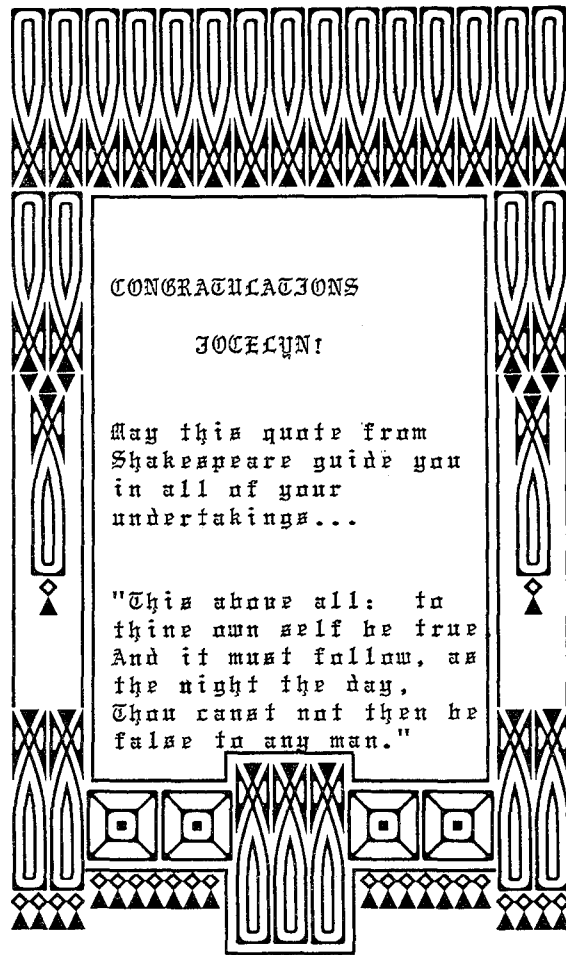 CONGRATULATIONS
JOCELYN!
May this quote from
Shakespeare guide you
in all of your
undertakings...
"This above all:  to
thine own self be true
And it must follow, as
the night the day,
Thou canst not then be
false to any man."